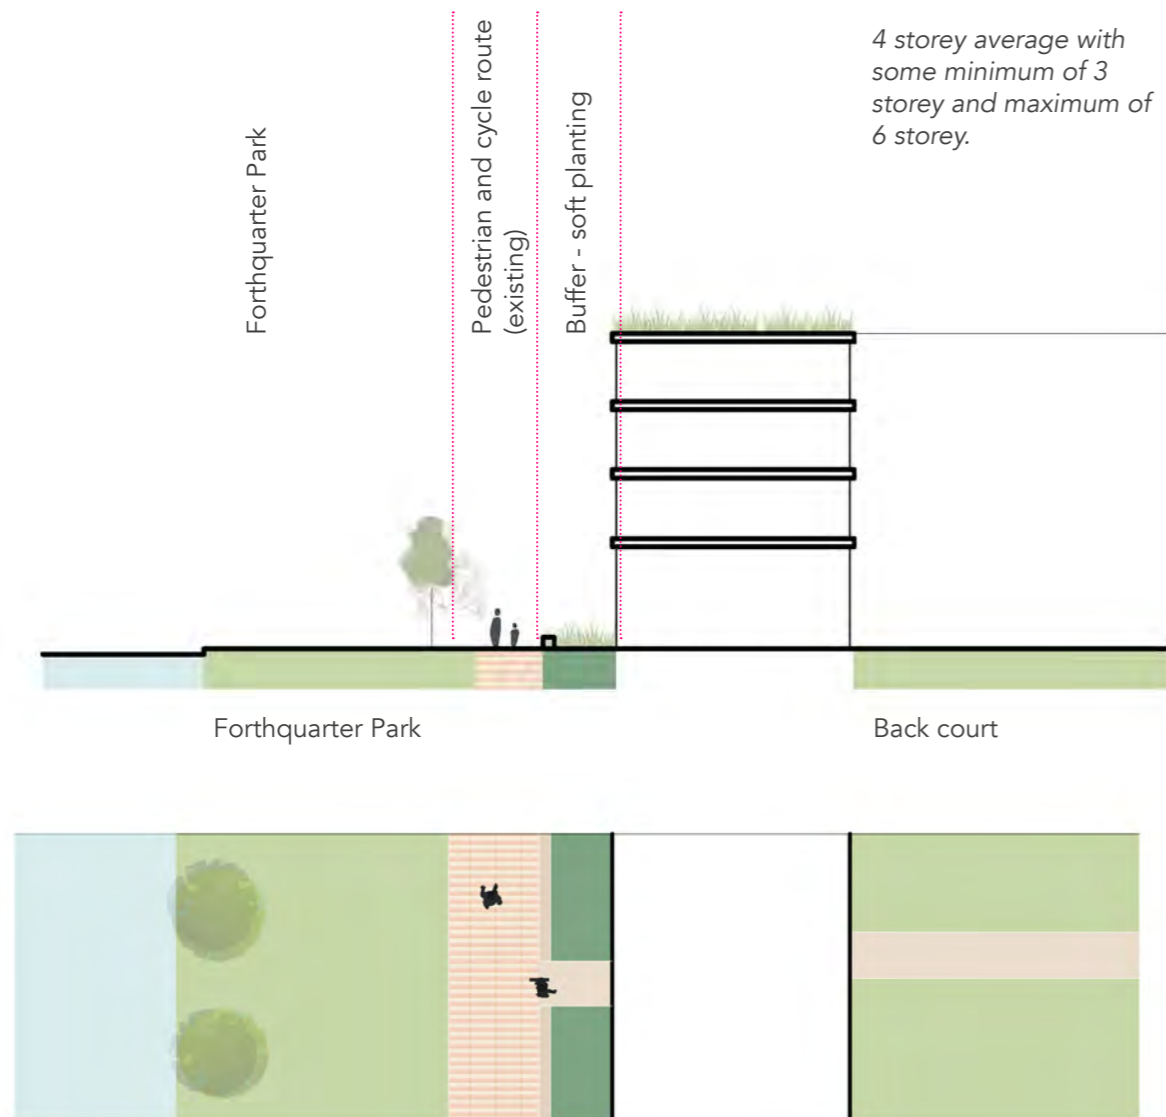 Forthquarter Park
Pedestrian and cycle route
(existing)
Buffer - soft planting
4 storey average with
some minimum of 3
storey and maximum of
6 storey.
Forthquarter Park
Back court